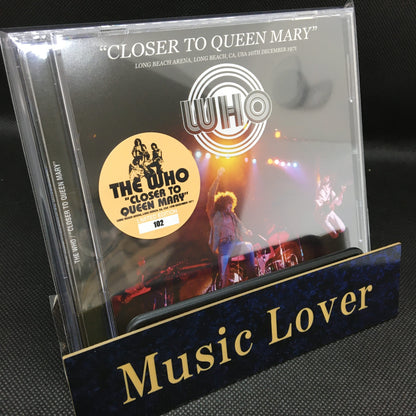 "CLOSER TO QUEEN MARY"
LONG BEACH ARENA, LONG BEACH, CA, USA 10TH DECEMBER 1971
WHO
THE WHO
"CLOSER TO
QUEEN MARY"
102
THE WHO "CLOSER TO QUEEN MARY"
Music Lover